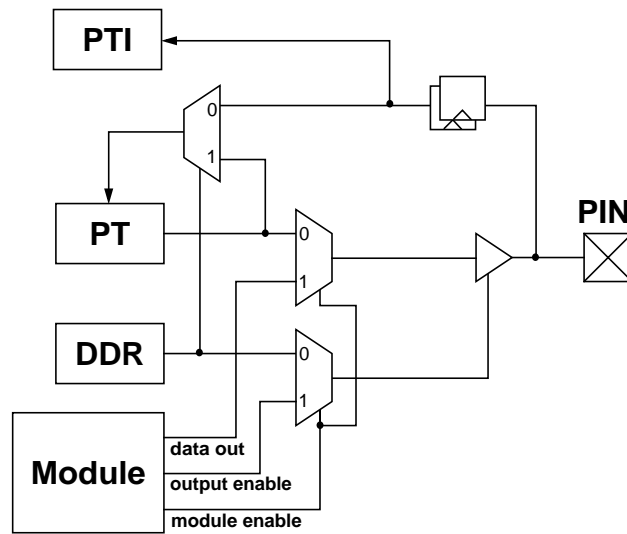 PTI
0
1
PT
PIN
0
1
DDR
0
1
Module
data out
output enable
module enable